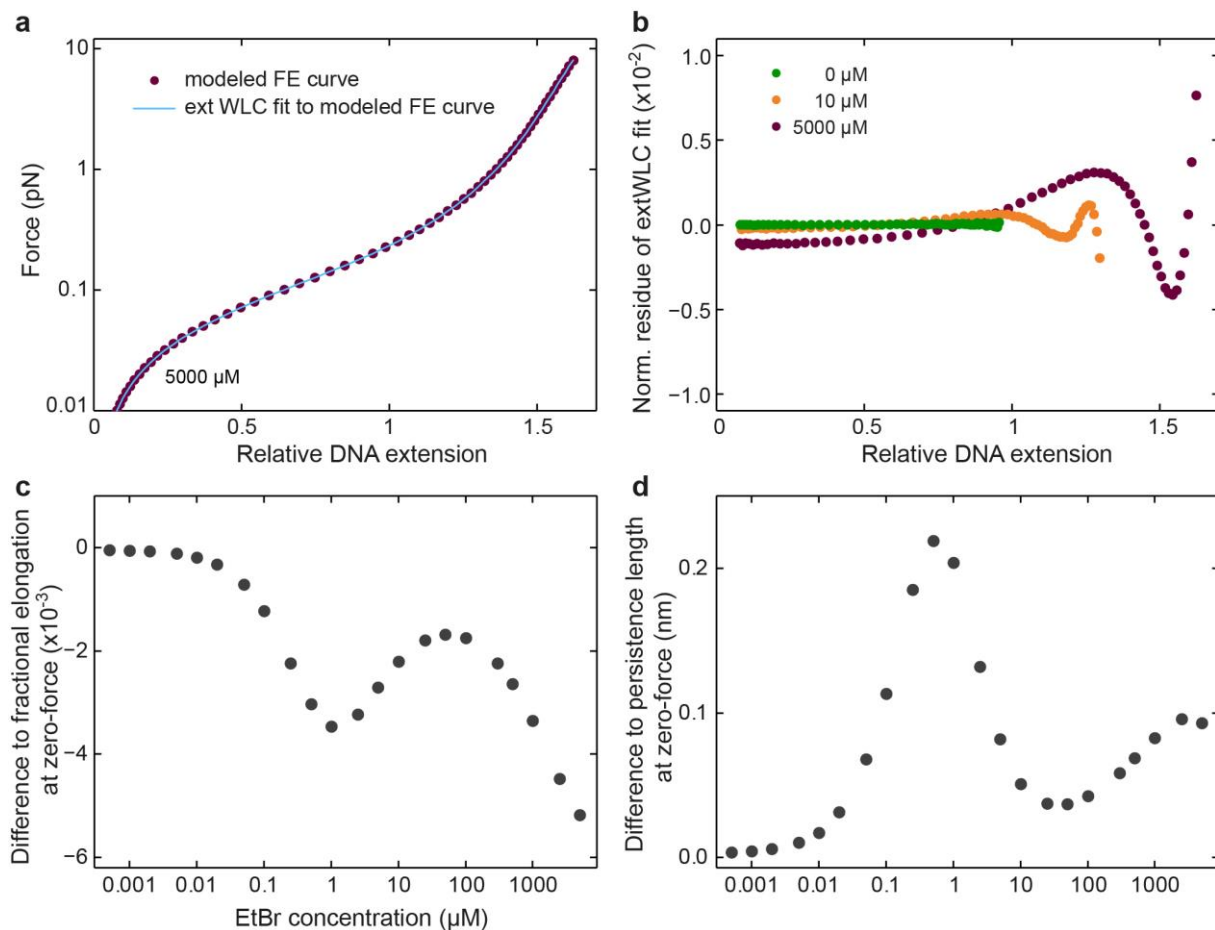 a
10
1
0.1
0.01
Force (pN)
modeled FE curve
ext WLC fit to modeled FE curve
5000 µM
0 0.5 1 1.5
Relative DNA extension
b
1.0
0.5
0.0
-0.5
-1.0
Norm. residue of extWLC fit (x10⁻²)
0 µM
10 µM
5000 µM
0 0.5 1 1.5
Relative DNA extension
c
0
−2
−4
−6
Difference to fractional elongation
at zero-force (x10⁻³)
0.001 0.01 0.1 1 10 100 1000
EtBr concentration (µM)
d
0.2
0.1
0.0
Difference to persistence length
at zero-force (nm)
0.001 0.01 0.1 1 10 100 1000